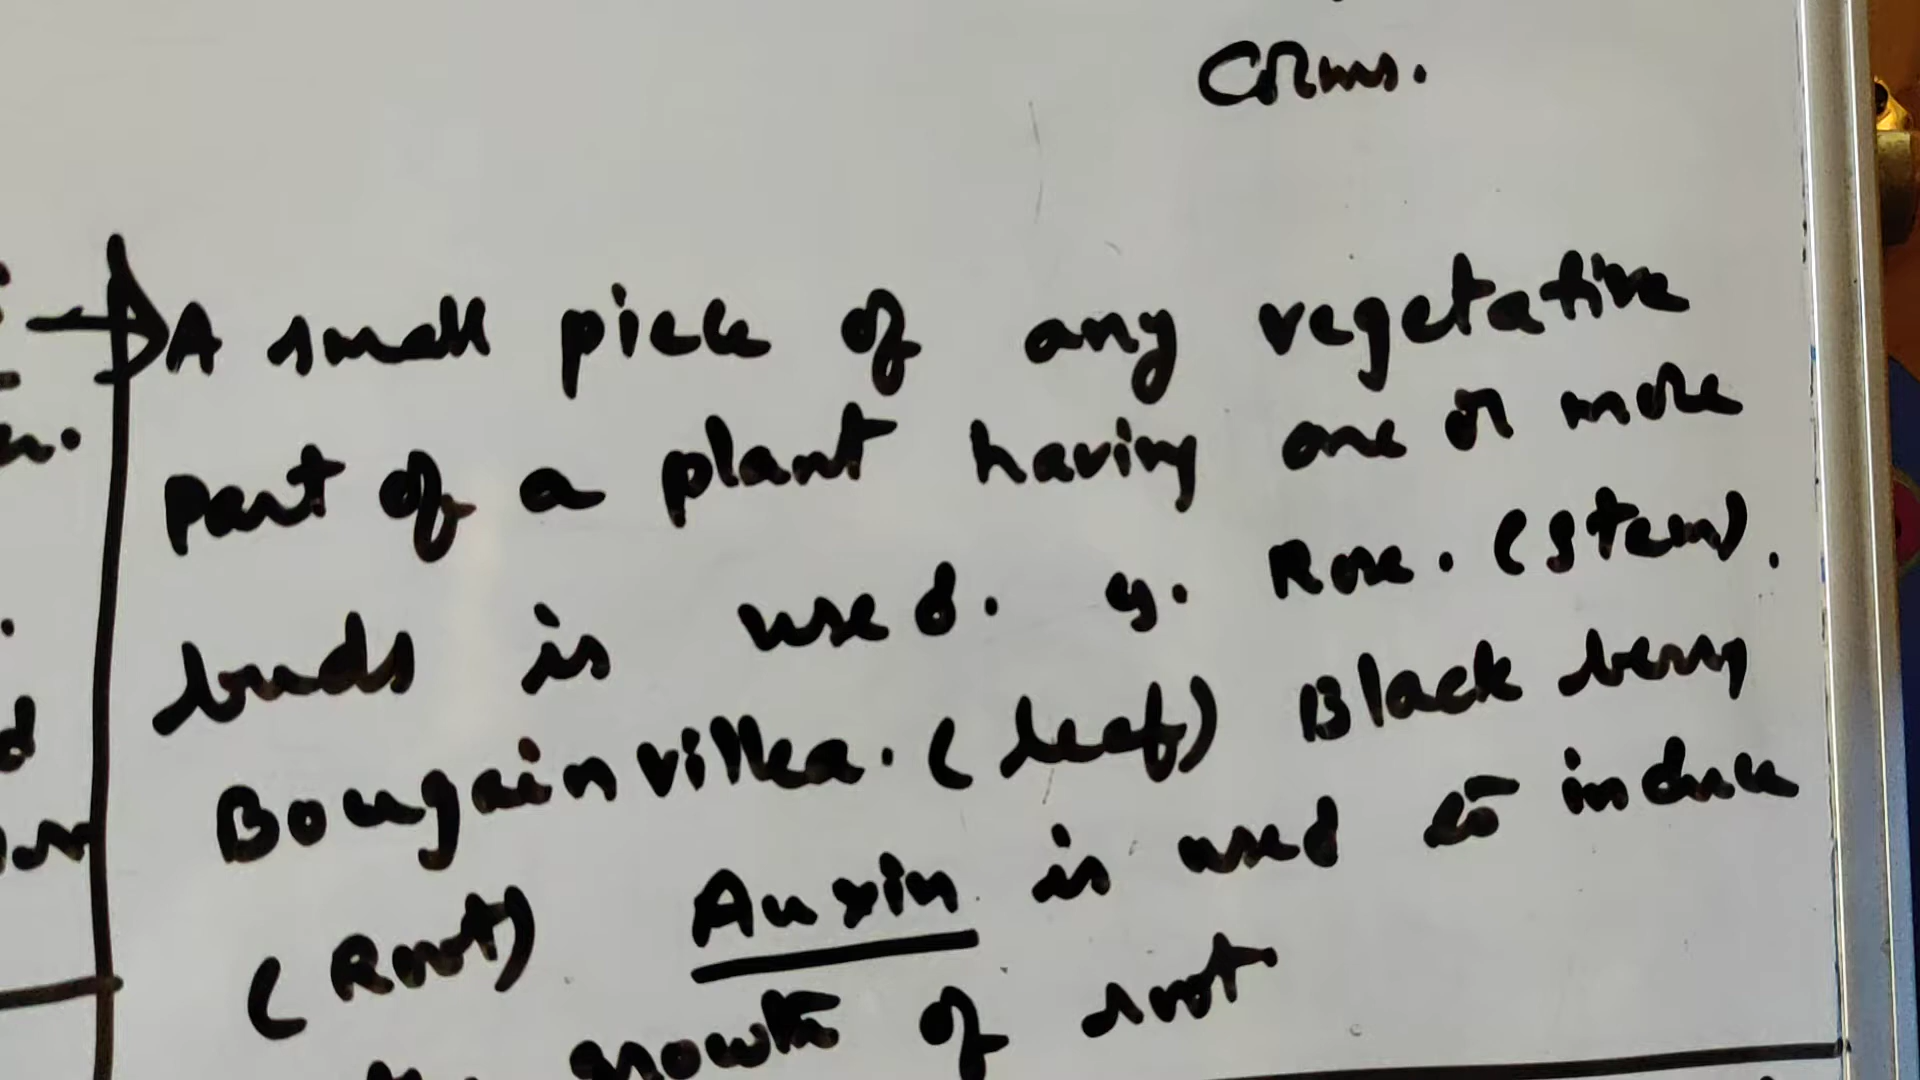 Corms.
A small piece of any vegetative
part of a plant having one or more
buds is used. eg. Rose. (stem).
Bougainvillea. (leaf) Black berry
(Root) Auxin is used to induce
the growth of root